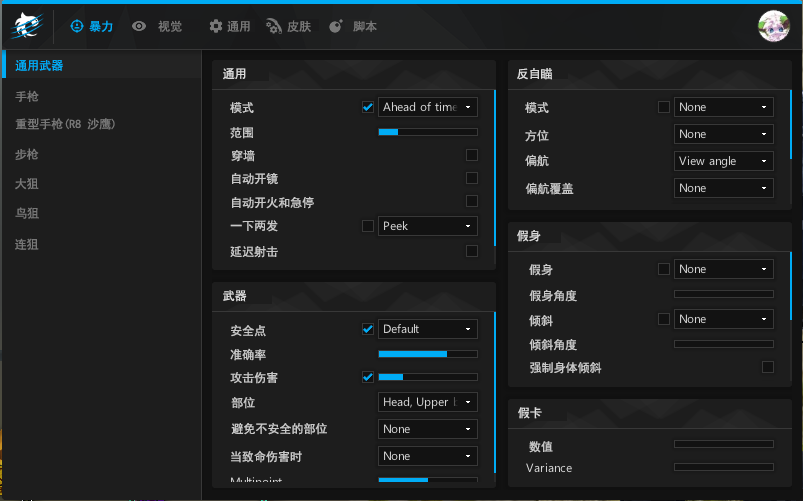 暴力 视觉 通用 皮肤 脚本
通用武器
手枪
重型手枪(R8 沙鹰)
步枪
大狙
鸟狙
连狙
通用
模式 Ahead of time
范围
穿墙
自动开镜
自动开火和急停
一下两发 Peek
延迟射击
武器
安全点 Default
准确率
攻击伤害
部位 Head, Upper b
避免不安全的部位 None
当致命伤害时 None
Multipoint
反自瞄
模式 None
方位 None
偏航 View angle
偏航覆盖 None
假身
假身 None
假身角度
倾斜 None
倾斜角度
强制身体倾斜
假卡
数值
Variance